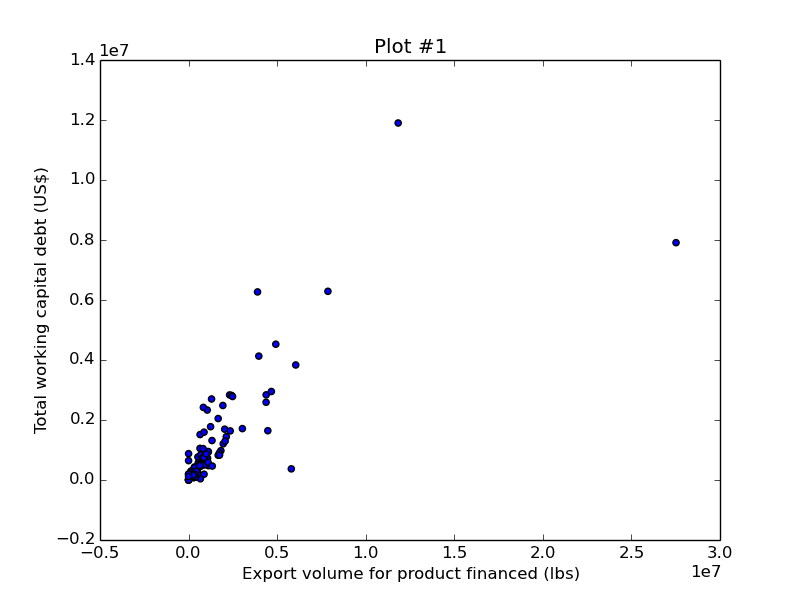 Plot #1
1e7
1.4
1.2
1.0
0.8
0.6
0.4
0.2
0.0
−0.2
Total working capital debt (US$)
−0.5 0.0 0.5 1.0 1.5 2.0 2.5 3.0
1e7
Export volume for product financed (lbs)